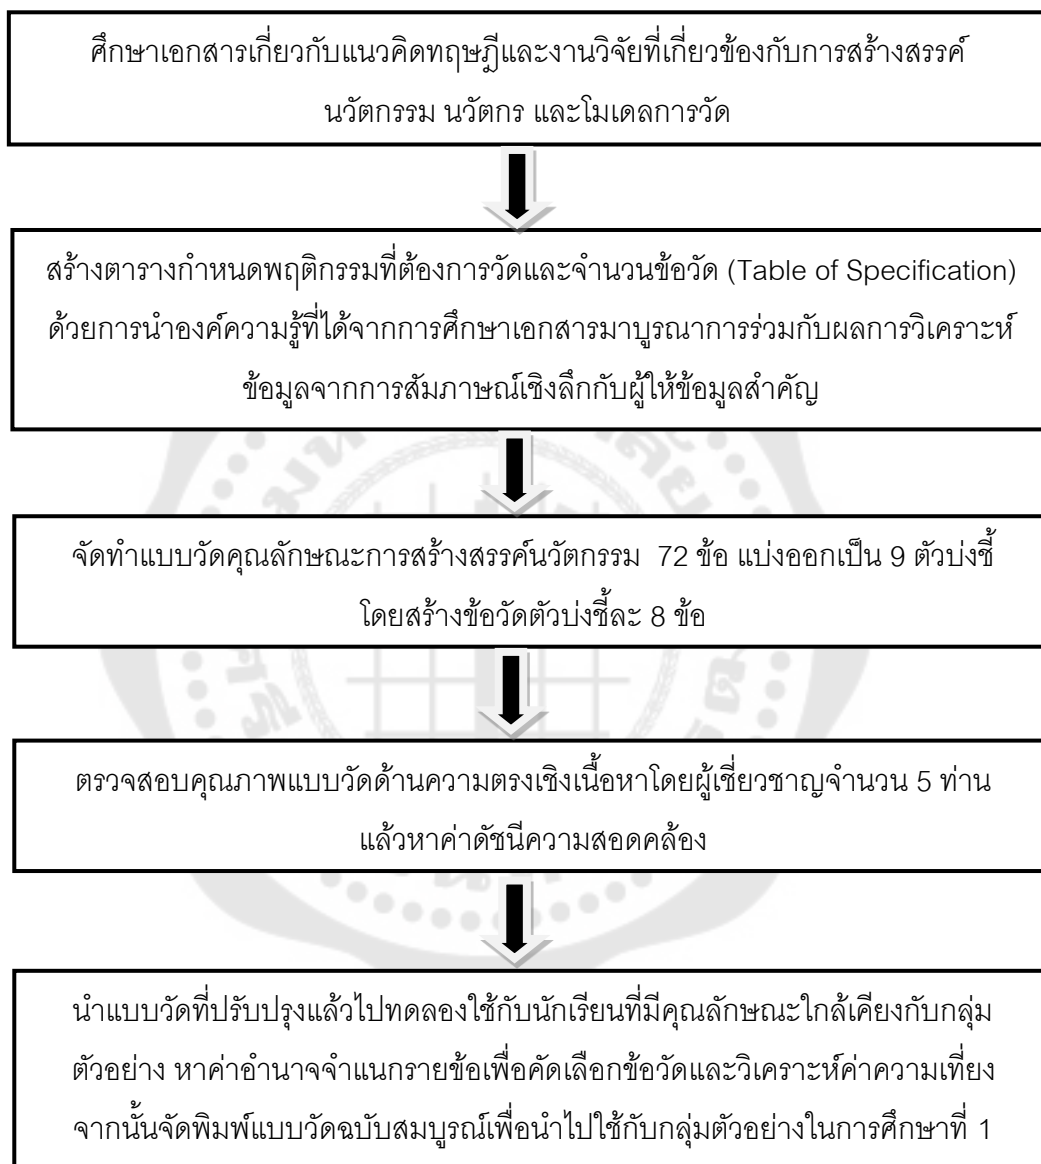 ศึกษาเอกสารเกี่ยวกับแนวคิดทฤษฎีและงานวิจัยที่เกี่ยวข้องกับการสร้างสรรค์
นวัตกรรม นวัตกร และโมเดลการวัด
สร้างตารางกำหนดพฤติกรรมที่ต้องการวัดและจำนวนข้อวัด (Table of Specification)
ด้วยการนำองค์ความรู้ที่ได้จากการศึกษาเอกสารมาบูรณาการร่วมกับผลการวิเคราะห์
ข้อมูลจากการสัมภาษณ์เชิงลึกกับผู้ให้ข้อมูลสำคัญ
จัดทำแบบวัดคุณลักษณะการสร้างสรรค์นวัตกรรม 72 ข้อ แบ่งออกเป็น 9 ตัวบ่งชี้
โดยสร้างข้อวัดตัวบ่งชี้ละ 8 ข้อ
ตรวจสอบคุณภาพแบบวัดด้านความตรงเชิงเนื้อหาโดยผู้เชี่ยวชาญจำนวน 5 ท่าน
แล้วหาค่าดัชนีความสอดคล้อง
นำแบบวัดที่ปรับปรุงแล้วไปทดลองใช้กับนักเรียนที่มีคุณลักษณะใกล้เคียงกับกลุ่ม
ตัวอย่าง หาค่าอำนาจจำแนกรายข้อเพื่อคัดเลือกข้อวัดและวิเคราะห์ค่าความเที่ยง
จากนั้นจัดพิมพ์แบบวัดฉบับสมบูรณ์เพื่อนำไปใช้กับกลุ่มตัวอย่างในการศึกษาที่ 1